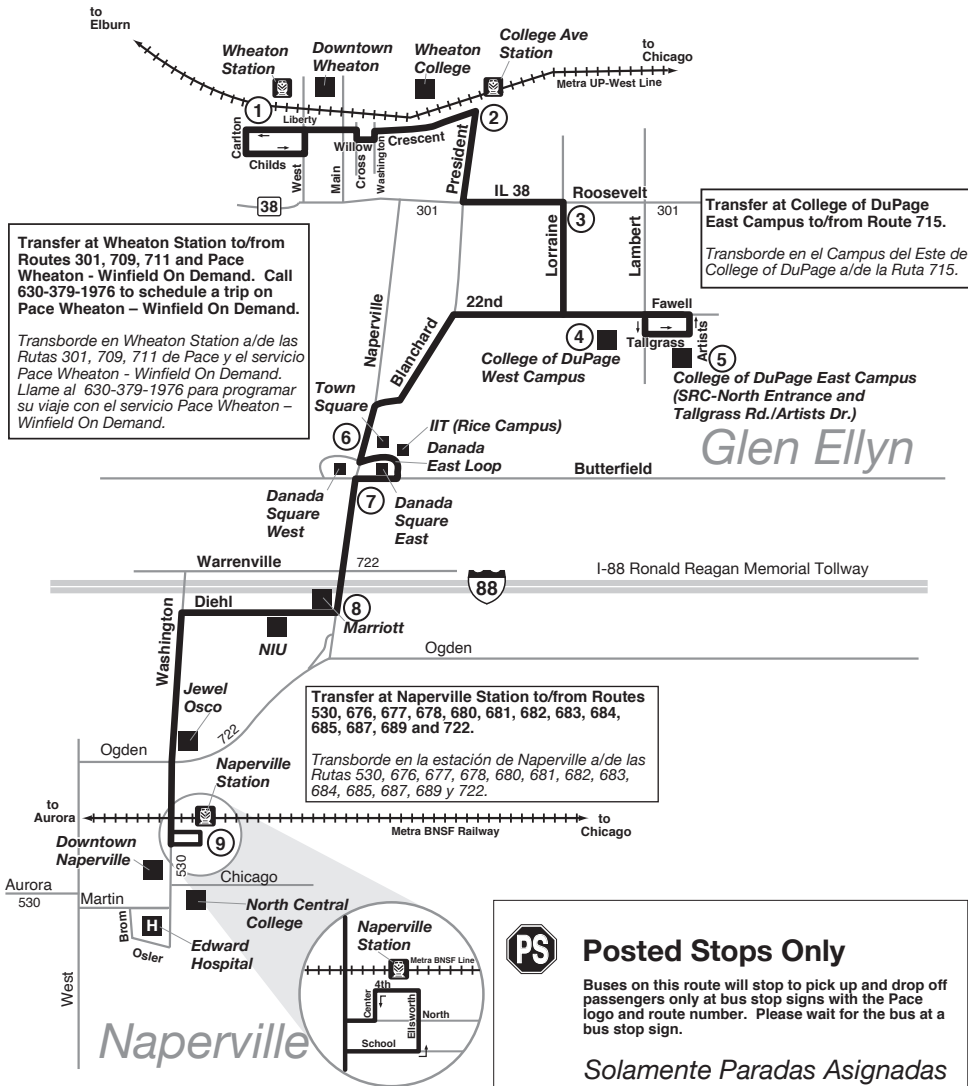 to
Elburn
Wheaton
Station
Downtown
Wheaton
Wheaton
College
College Ave
Station
to
Chicago
Metra UP-West Line
1
Liberty
2
Carlton
Childs
West
Main
Willow
Cross
Washington
Crescent
President
38
301
IL 38
Roosevelt
301
3
Lorraine
Lambert
Transfer at College of DuPage
East Campus to/from Route 715.
Transborde en el Campus del Este de
College of DuPage a/de la Ruta 715.
Transfer at Wheaton Station to/from
Routes 301, 709, 711 and Pace
Wheaton - Winfield On Demand. Call
630-379-1976 to schedule a trip on
Pace Wheaton – Winfield On Demand.
Transborde en Wheaton Station a/de las
Rutas 301, 709, 711 de Pace y el servicio
Pace Wheaton - Winfield On Demand.
Llame al 630-379-1976 para programar
su viaje con el servicio Pace Wheaton –
Winfield On Demand.
Naperville
Blanchard
22nd
Fawell
Tallgrass
Artists
4
College of DuPage
West Campus
5
College of DuPage East Campus
(SRC-North Entrance and
Tallgrass Rd./Artists Dr.)
Glen Ellyn
Town
Square
6
IIT (Rice Campus)
Danada
East Loop
Butterfield
Danada
Square
West
7
Danada
Square
East
Warrenville
722
I-88 Ronald Reagan Memorial Tollway
88
Diehl
8
Marriott
NIU
Washington
Ogden
Jewel
Osco
722
Ogden
Transfer at Naperville Station to/from Routes
530, 676, 677, 678, 680, 681, 682, 683, 684,
685, 687, 689 and 722.
Transborde en la estación de Naperville a/de las
Rutas 530, 676, 677, 678, 680, 681, 682, 683,
684, 685, 687, 689 y 722.
Naperville
Station
to
Aurora
Metra BNSF Railway
to
Chicago
9
Downtown
Naperville
530
Chicago
Aurora
530
Martin
North Central
College
Brom
H
Osler
Edward
Hospital
West
Naperville
Naperville
Station
Metra BNSF Line
4th
Center
Ellsworth
North
School
PS
Posted Stops Only
Buses on this route will stop to pick up and drop off
passengers only at bus stop signs with the Pace
logo and route number. Please wait for the bus at a
bus stop sign.
Solamente Paradas Asignadas